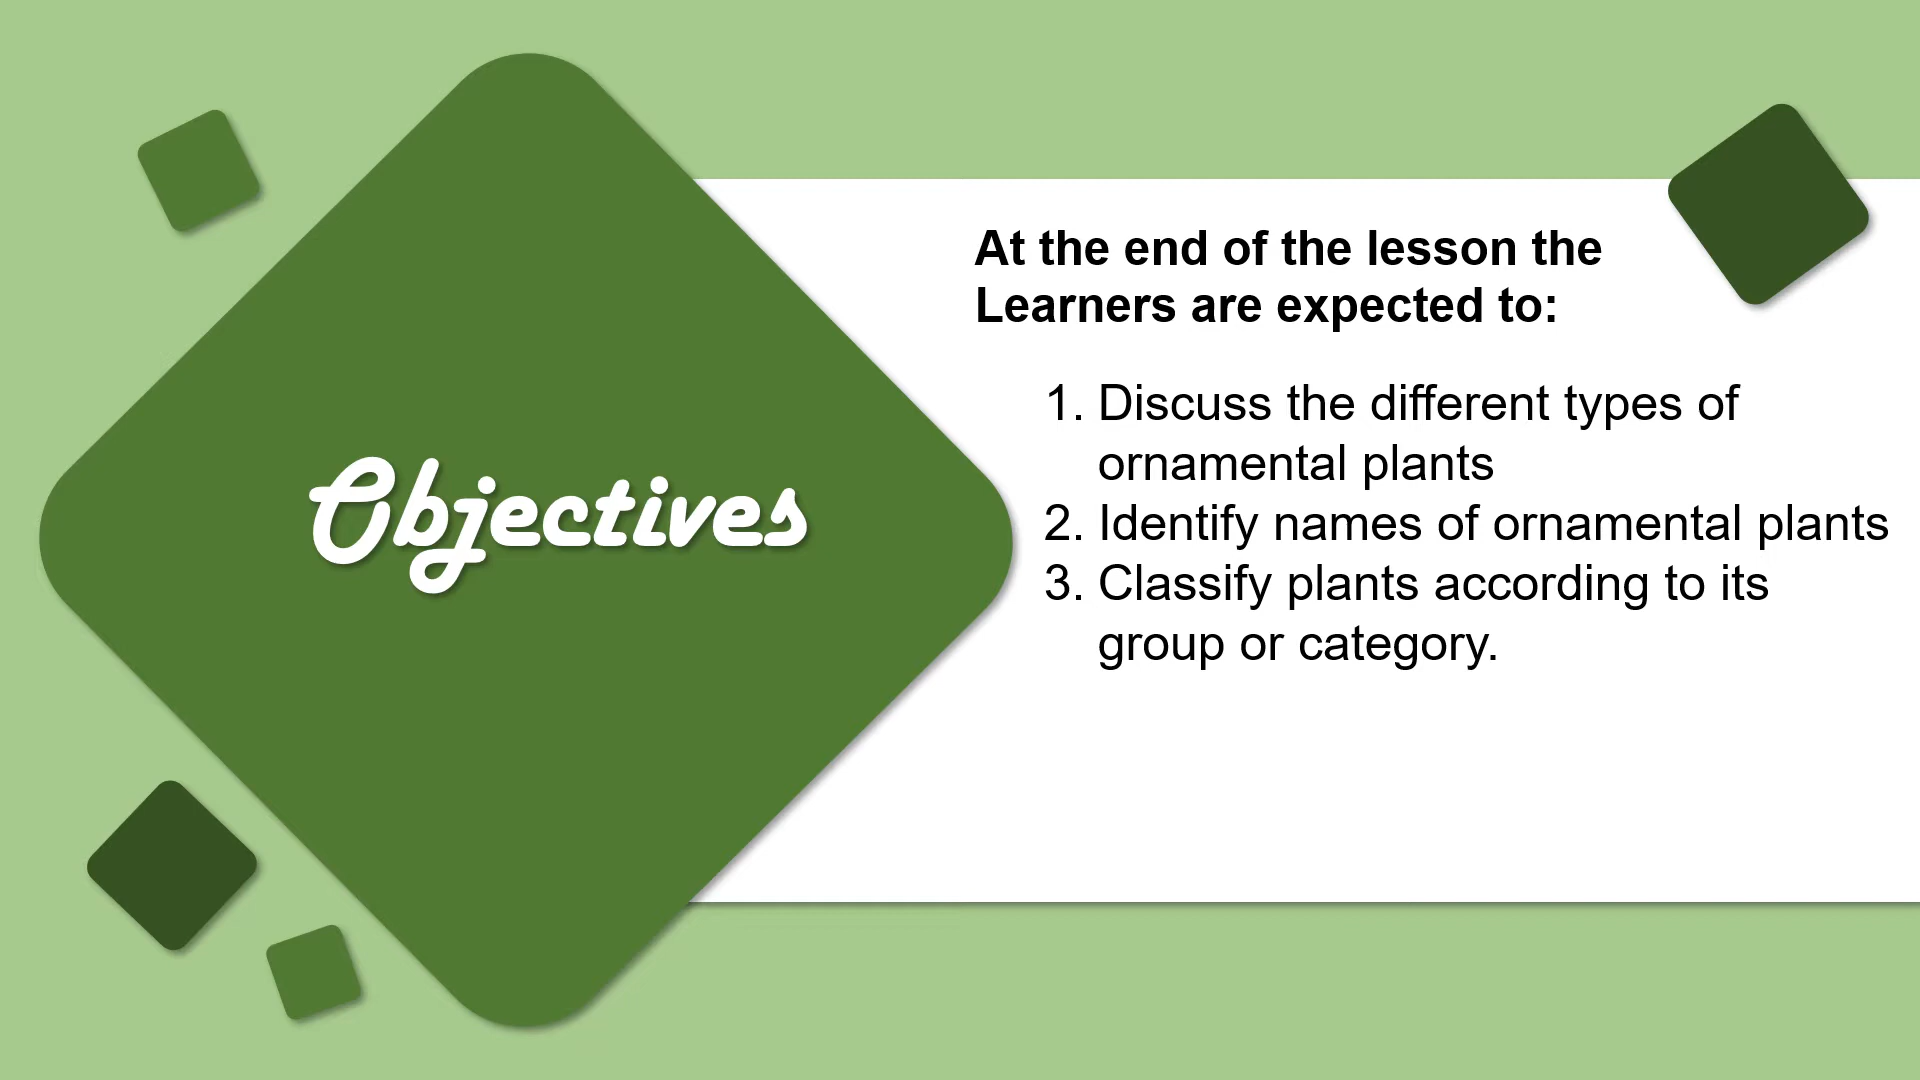 Objectives
At the end of the lesson the
Learners are expected to:
1. Discuss the different types of
ornamental plants
2. Identify names of ornamental plants
3. Classify plants according to its
group or category.